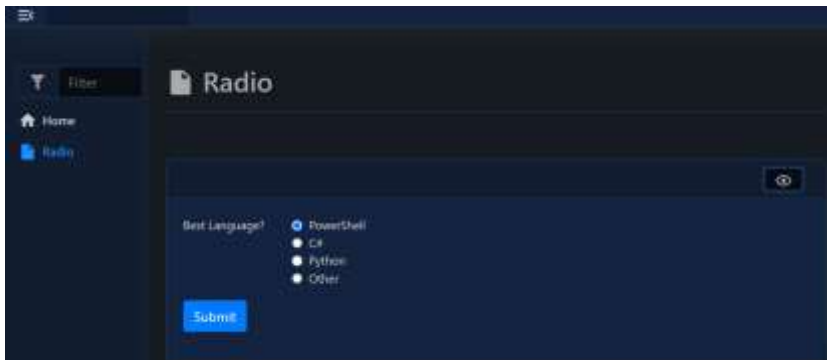 Filter
Radio
Home
Radio
Best Language?
PowerShell
C#
Python
Other
Submit